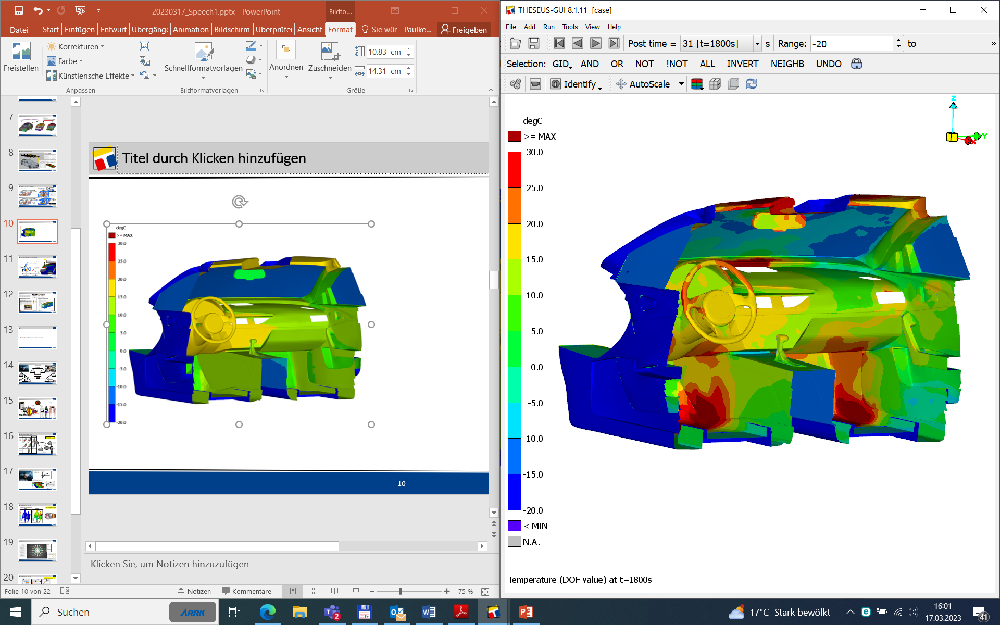 20230317_Speech1.pptx - PowerPoint
Bildto...
Datei
Start
Einfügen
Entwurf
Übergänge
Animation
Bildschirm
Überprüfen
Ansicht
Format
Sie wün
Paulke...
Freigeben
Freistellen
Korrekturen
Farbe
Künstlerische Effekte
Anpassen
Schnellformatvorlagen
Bildformatvorlagen
Anordnen
Zuschneiden
10.83 cm
14.31 cm
Größe
7
8
9
10
11
12
13
14
15
16
17
18
19
20
Titel durch Klicken hinzufügen
degC
>= MAX
30.0
25.0
20.0
15.0
10.0
5.0
0.0
-5.0
-10.0
-15.0
-20.0
10
Klicken Sie, um Notizen hinzuzufügen
Folie 10 von 22
Notizen
Kommentare
75 %
THESEUS-GUI 8.1.11 [case]
File Add Run Tools View Help
Post time = 31 [t=1800s] s Range: -20 to »
Selection: GID AND OR NOT !NOT ALL INVERT NEIGHB UNDO
Identify AutoScale
Z
Y
X
degC
>= MAX
30.0
25.0
20.0
15.0
10.0
5.0
0.0
-5.0
-10.0
-15.0
-20.0
< MIN
N.A.
Temperature (DOF value) at t=1800s
Suchen
ARRK
2
64
17°C Stark bewölkt
16:01
17.03.2023
41